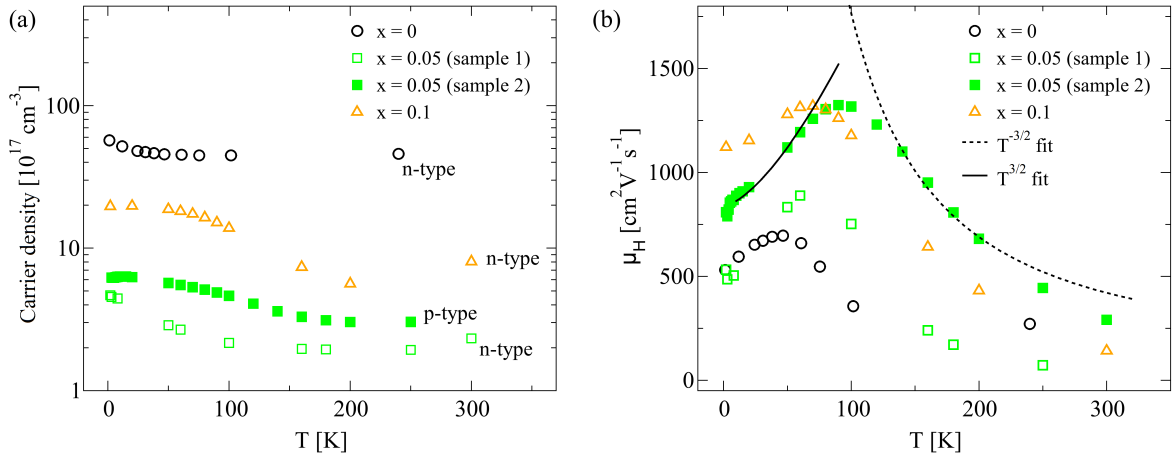 (a)
x = 0
x = 0.05 (sample 1)
x = 0.05 (sample 2)
x = 0.1
100
10
1
Carrier density [10^17 cm^-3]
n-type
n-type
p-type
n-type
0
100
200
300
T [K]
(b)
x = 0
x = 0.05 (sample 1)
x = 0.05 (sample 2)
x = 0.1
T^-3/2 fit
T^3/2 fit
1500
1000
500
0
μ_H [cm^2V^-1s^-1]
0
100
200
300
T [K]